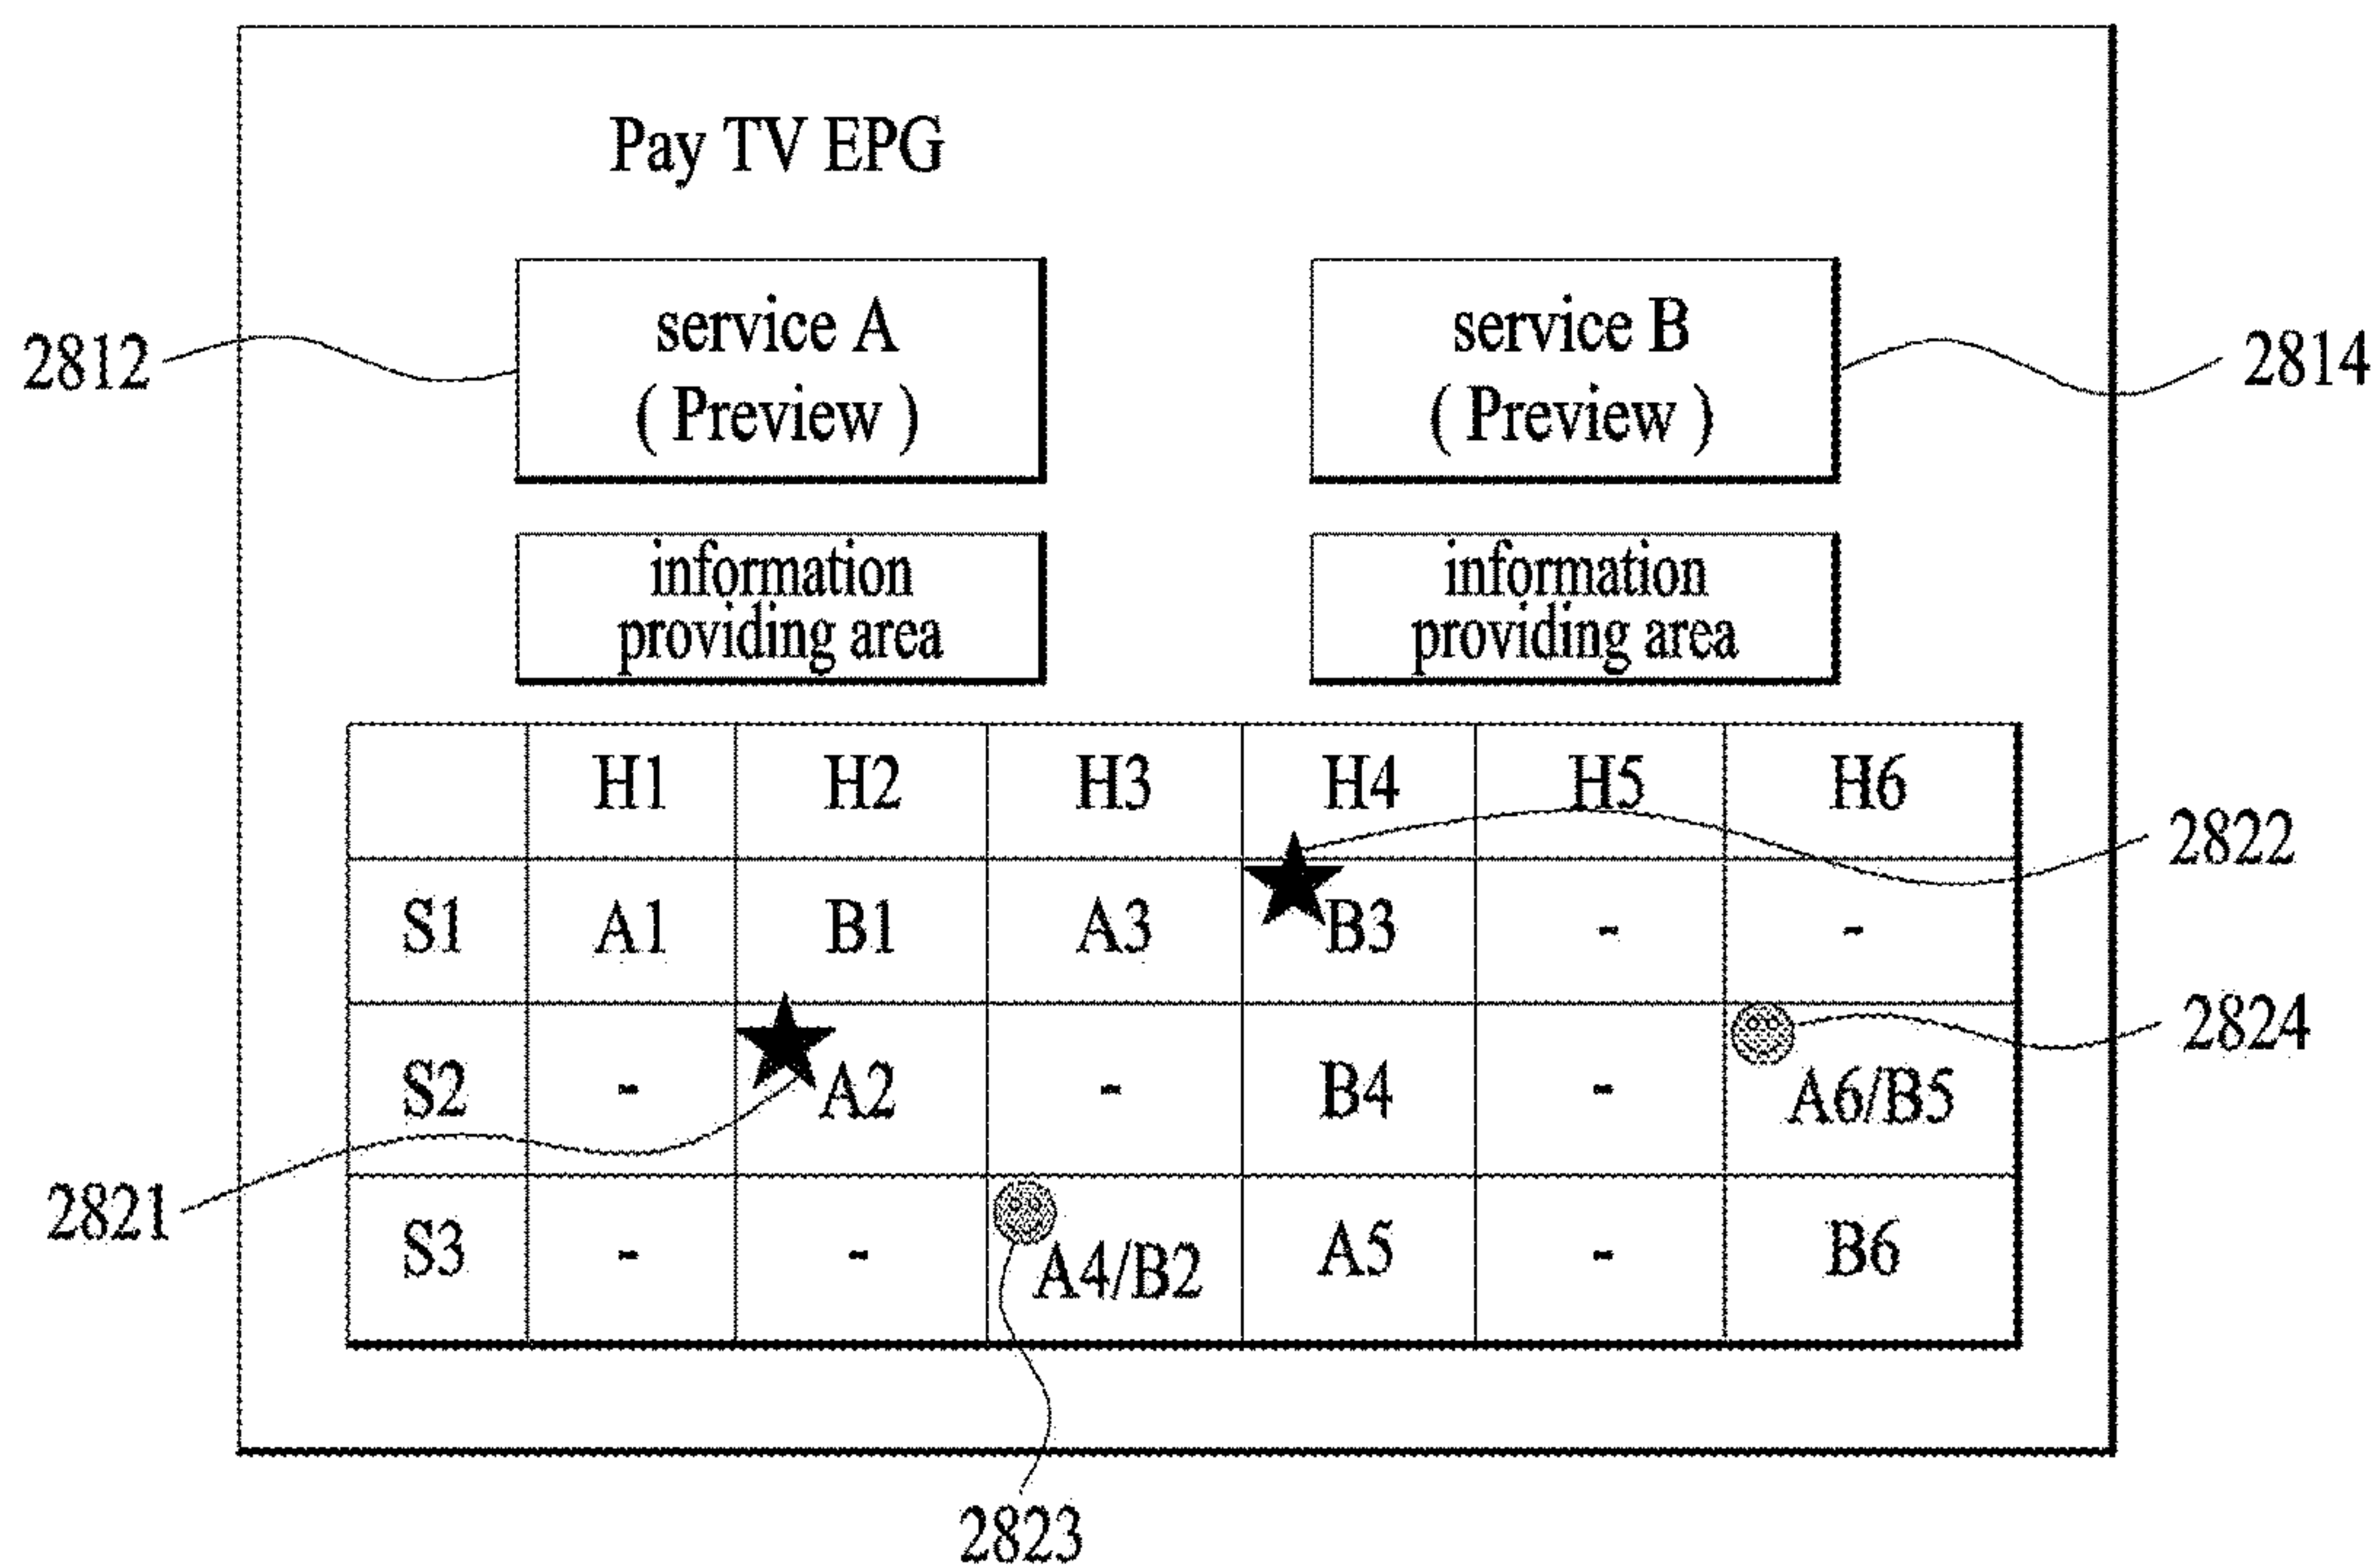 Pay TV EPG
service A
( Preview )
service B
( Preview )
2812
2814
information
providing area
information
providing area
H1 H2 H3 H4 H5 H6
2822
S1 A1 B1 A3 B3 - -
2824
S2 - A2 - B4 - A6/B5
2821
S3 - - A4/B2 A5 - B6
2823